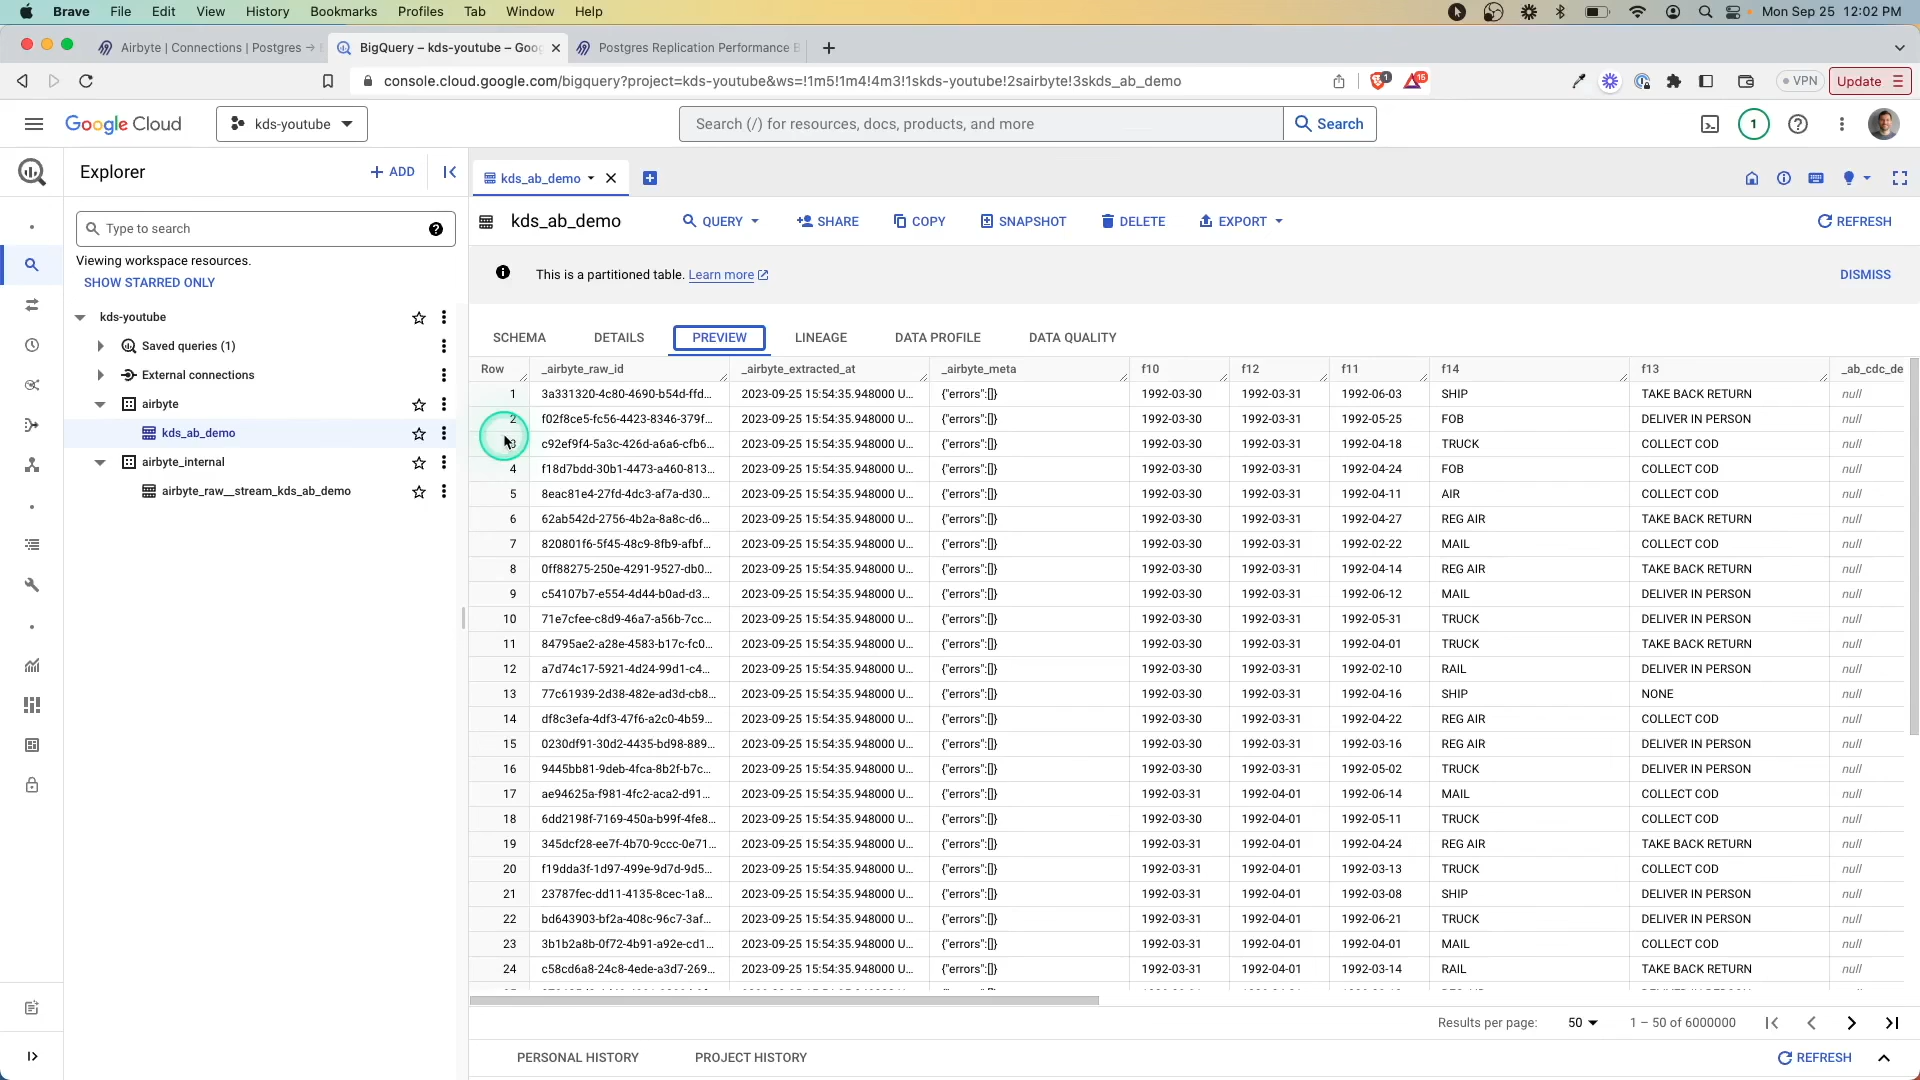 Brave File Edit View History Bookmarks Profiles Tab Window Help Mon Sep 25 12:02 PM
Airbyte | Connections | Postgres → BigQuery – kds-youtube – Goog Postgres Replication Performance B
console.cloud.google.com/bigquery?project=kds-youtube&ws=!1m5!1m4!4m3!1skds-youtube!2sairbyte!3skds_ab_demo 1 15 VPN Update
Google Cloud kds-youtube Search (/) for resources, docs, products, and more Search 1
Explorer ADD kds_ab_demo
Type to search
Viewing workspace resources.
SHOW STARRED ONLY
kds-youtube
Saved queries (1)
External connections
airbyte
kds_ab_demo
airbyte_internal
airbyte_raw__stream_kds_ab_demo
kds_ab_demo QUERY SHARE COPY SNAPSHOT DELETE EXPORT REFRESH
This is a partitioned table. Learn more DISMISS
SCHEMA DETAILS PREVIEW LINEAGE DATA PROFILE DATA QUALITY
Row _airbyte_raw_id _airbyte_extracted_at _airbyte_meta f10 f12 f11 f14 f13 _ab_cdc_de
1 3a331320-4c80-4690-b54d-ffd... 2023-09-25 15:54:35.948000 U... {"errors":[]} 1992-03-30 1992-03-31 1992-06-03 SHIP TAKE BACK RETURN null
2 f02f8ce5-fc56-4423-8346-379f... 2023-09-25 15:54:35.948000 U... {"errors":[]} 1992-03-30 1992-03-31 1992-05-25 FOB DELIVER IN PERSON null
3 c92ef9f4-5a3c-426d-a6a6-cfb6... 2023-09-25 15:54:35.948000 U... {"errors":[]} 1992-03-30 1992-03-31 1992-04-18 TRUCK COLLECT COD null
4 f18d7bdd-30b1-4473-a460-813... 2023-09-25 15:54:35.948000 U... {"errors":[]} 1992-03-30 1992-03-31 1992-04-24 FOB COLLECT COD null
5 8eac81e4-27fd-4dc3-af7a-d30... 2023-09-25 15:54:35.948000 U... {"errors":[]} 1992-03-30 1992-03-31 1992-04-11 AIR COLLECT COD null
6 62ab542d-2756-4b2a-8a8c-d6... 2023-09-25 15:54:35.948000 U... {"errors":[]} 1992-03-30 1992-03-31 1992-04-27 REG AIR TAKE BACK RETURN null
7 820801f6-5f45-48c9-8fb9-afbf... 2023-09-25 15:54:35.948000 U... {"errors":[]} 1992-03-30 1992-03-31 1992-02-22 MAIL COLLECT COD null
8 0ff88275-250e-4291-9527-db0... 2023-09-25 15:54:35.948000 U... {"errors":[]} 1992-03-30 1992-03-31 1992-04-14 REG AIR TAKE BACK RETURN null
9 c54107b7-e554-4d44-b0ad-d3... 2023-09-25 15:54:35.948000 U... {"errors":[]} 1992-03-30 1992-03-31 1992-06-12 MAIL DELIVER IN PERSON null
10 71e7cfee-c8d9-46a7-a56b-7cc... 2023-09-25 15:54:35.948000 U... {"errors":[]} 1992-03-30 1992-03-31 1992-05-31 TRUCK DELIVER IN PERSON null
11 84795ae2-a28e-4583-b17c-fc0... 2023-09-25 15:54:35.948000 U... {"errors":[]} 1992-03-30 1992-03-31 1992-04-01 TRUCK TAKE BACK RETURN null
12 a7d74c17-5921-4d24-99d1-c4... 2023-09-25 15:54:35.948000 U... {"errors":[]} 1992-03-30 1992-03-31 1992-02-10 RAIL DELIVER IN PERSON null
13 77c61939-2d38-482e-ad3d-cb8... 2023-09-25 15:54:35.948000 U... {"errors":[]} 1992-03-30 1992-03-31 1992-04-16 SHIP NONE null
14 df8c3efa-4df3-47f6-a2c0-4b59... 2023-09-25 15:54:35.948000 U... {"errors":[]} 1992-03-30 1992-03-31 1992-04-22 REG AIR COLLECT COD null
15 0230df91-30d2-4435-bd98-889... 2023-09-25 15:54:35.948000 U... {"errors":[]} 1992-03-30 1992-03-31 1992-03-16 REG AIR DELIVER IN PERSON null
16 9445bb81-9deb-4fca-8b2f-b7c... 2023-09-25 15:54:35.948000 U... {"errors":[]} 1992-03-30 1992-03-31 1992-05-02 TRUCK DELIVER IN PERSON null
17 ae94625a-f981-4fc2-aca2-d91... 2023-09-25 15:54:35.948000 U... {"errors":[]} 1992-03-31 1992-04-01 1992-06-14 MAIL COLLECT COD null
18 6dd2198f-7169-450a-b99f-4fe8... 2023-09-25 15:54:35.948000 U... {"errors":[]} 1992-03-31 1992-04-01 1992-05-11 TRUCK COLLECT COD null
19 345dcf28-ee7f-4b70-9ccc-0e71... 2023-09-25 15:54:35.948000 U... {"errors":[]} 1992-03-31 1992-04-01 1992-04-24 REG AIR TAKE BACK RETURN null
20 f19dda3f-1d97-499e-9d7d-9d5... 2023-09-25 15:54:35.948000 U... {"errors":[]} 1992-03-31 1992-04-01 1992-03-13 TRUCK COLLECT COD null
21 23787fec-dd11-4135-8cec-1a8... 2023-09-25 15:54:35.948000 U... {"errors":[]} 1992-03-31 1992-04-01 1992-03-08 SHIP DELIVER IN PERSON null
22 bd643903-bf2a-408c-96c7-3af... 2023-09-25 15:54:35.948000 U... {"errors":[]} 1992-03-31 1992-04-01 1992-06-21 TRUCK DELIVER IN PERSON null
23 3b1b2a8b-0f72-4b91-a92e-cd1... 2023-09-25 15:54:35.948000 U... {"errors":[]} 1992-03-31 1992-04-01 1992-04-01 MAIL COLLECT COD null
24 c58cd6a8-24c8-4ede-a3d7-269... 2023-09-25 15:54:35.948000 U... {"errors":[]} 1992-03-31 1992-04-01 1992-03-14 RAIL TAKE BACK RETURN null
Results per page: 50 1 – 50 of 6000000
PERSONAL HISTORY PROJECT HISTORY REFRESH